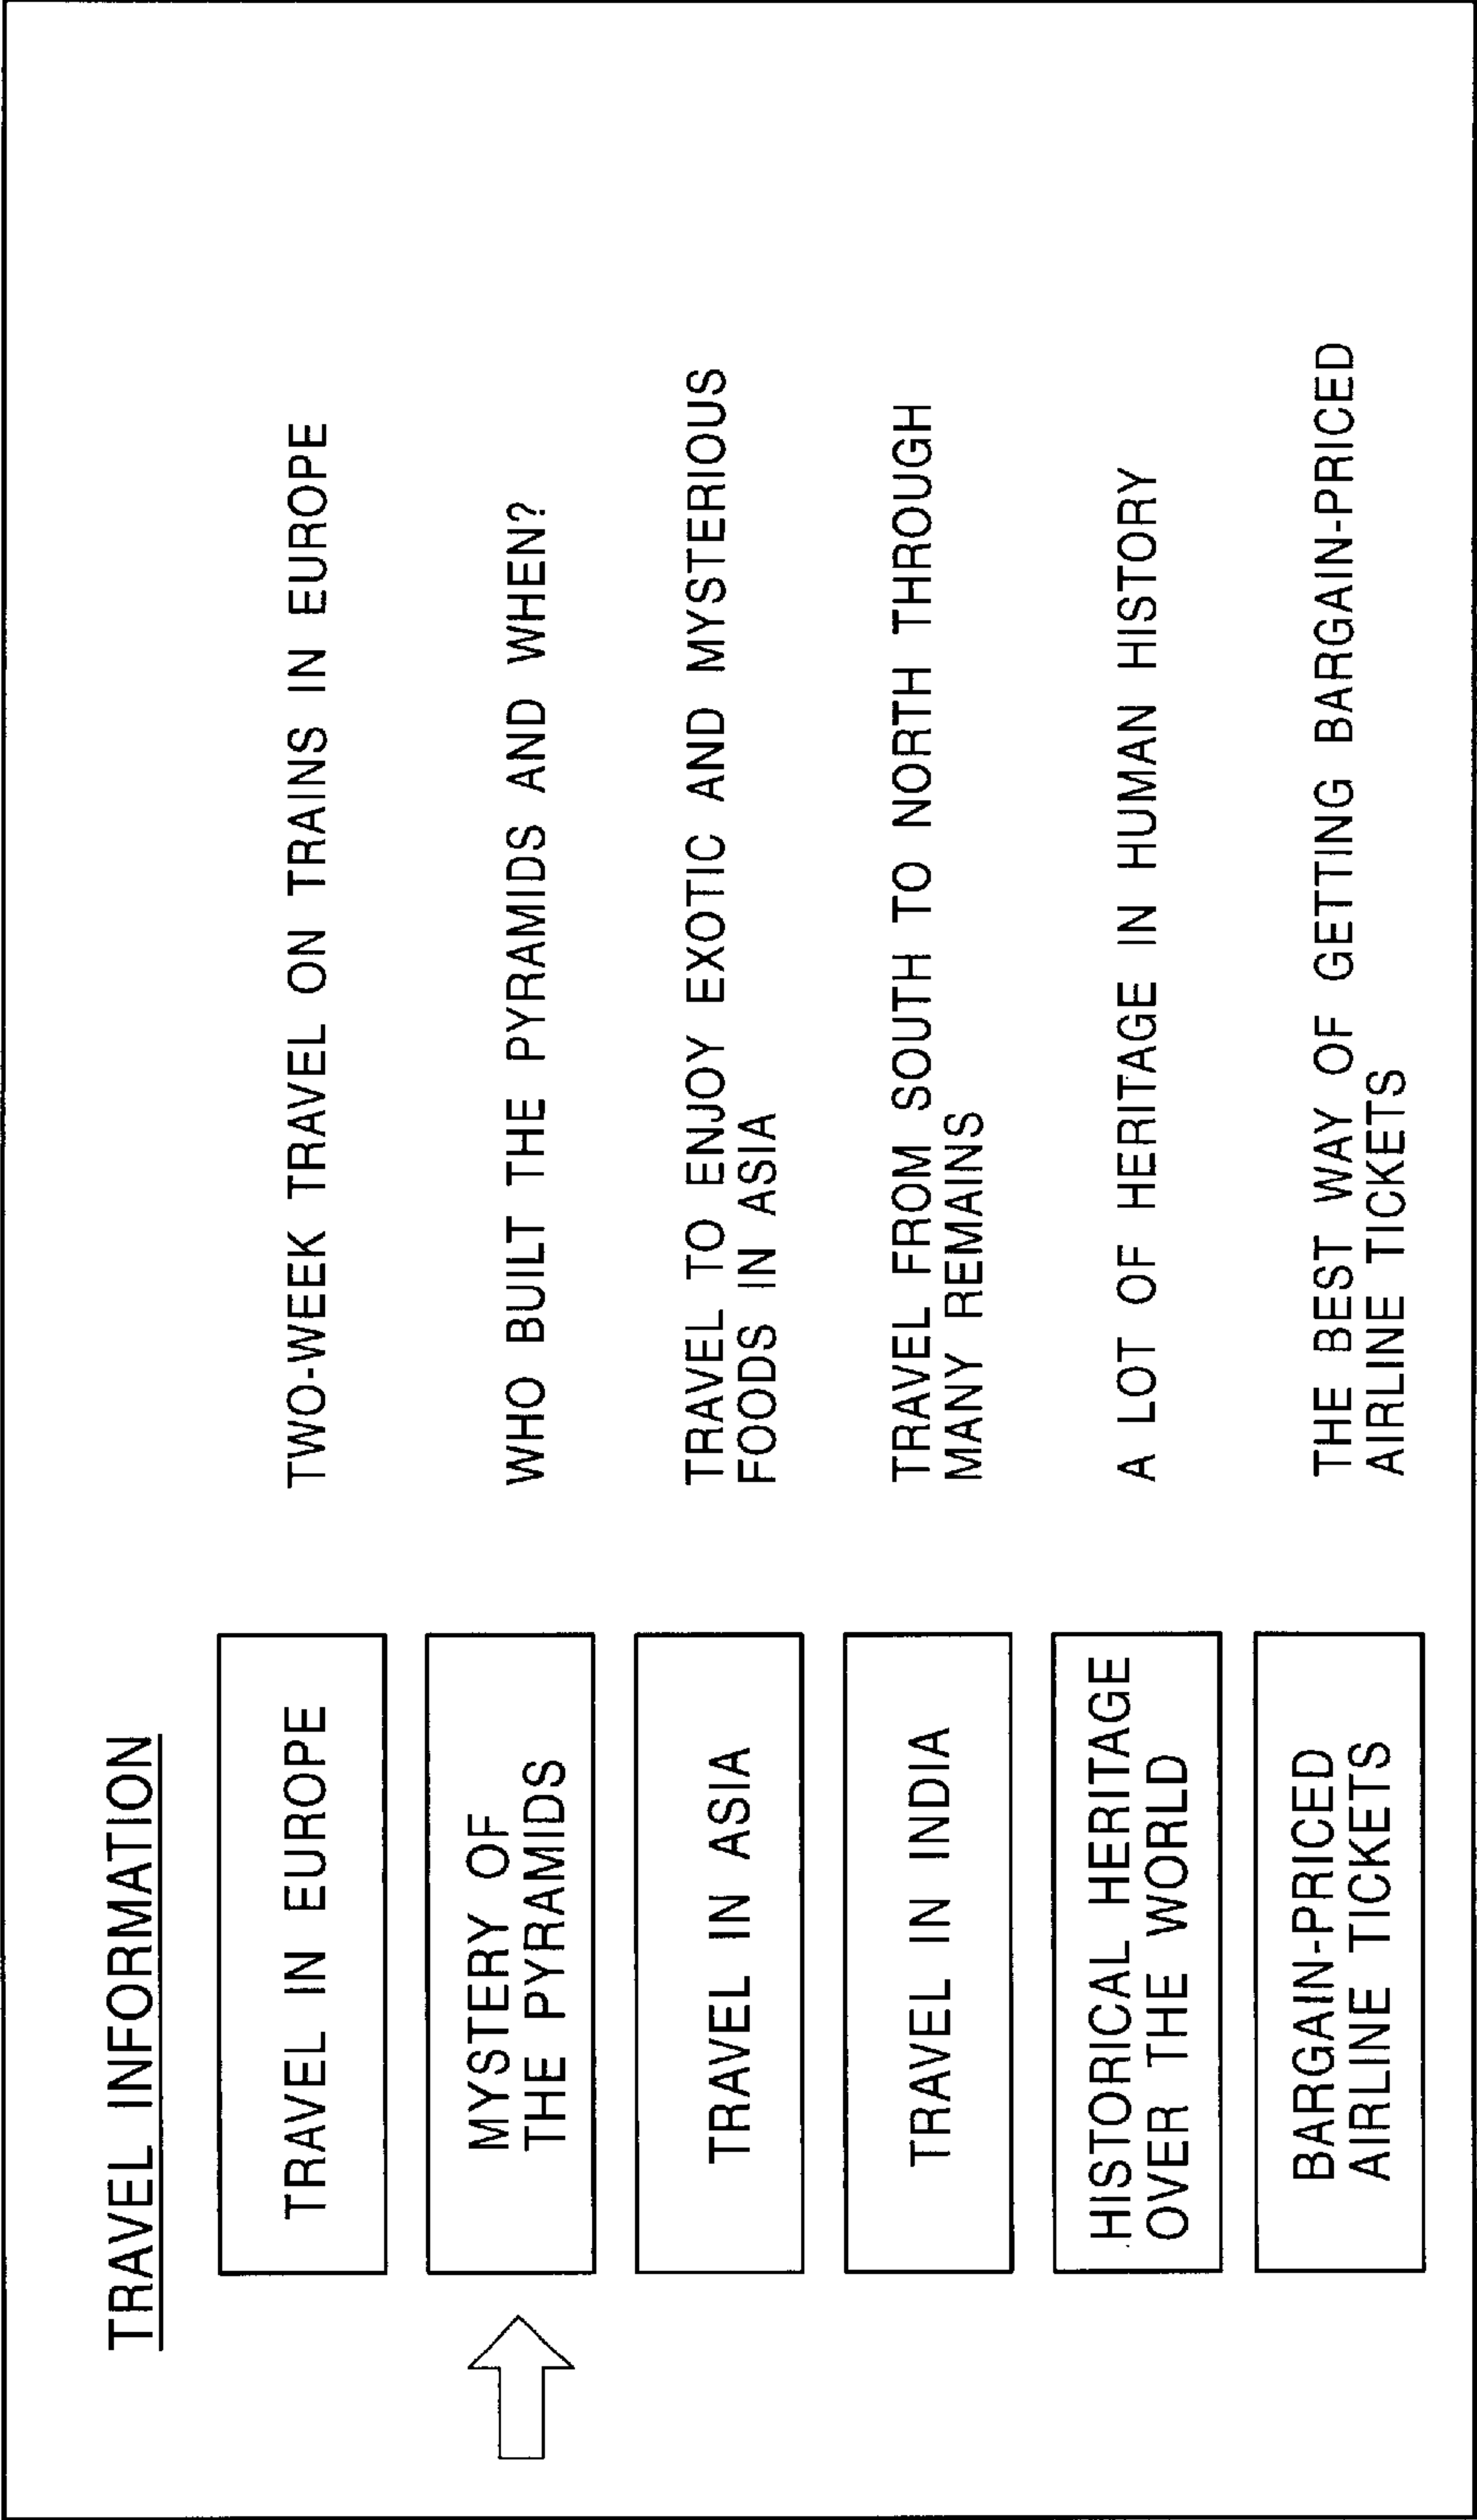 TRAVEL INFORMATION
TRAVEL IN EUROPE
TWO-WEEK TRAVEL ON TRAINS IN EUROPE
MYSTERY OF
THE PYRAMIDS
WHO BUILT THE PYRAMIDS AND WHEN?
TRAVEL IN ASIA
TRAVEL TO ENJOY EXOTIC AND MYSTERIOUS
FOODS IN ASIA
TRAVEL IN INDIA
TRAVEL FROM SOUTH TO NORTH THROUGH
MANY REMAINS
HISTORICAL HERITAGE
OVER THE WORLD
A LOT OF HERITAGE IN HUMAN HISTORY
BARGAIN-PRICED
AIRLINE TICKETS
THE BEST WAY OF GETTING BARGAIN-PRICED
AIRLINE TICKETS